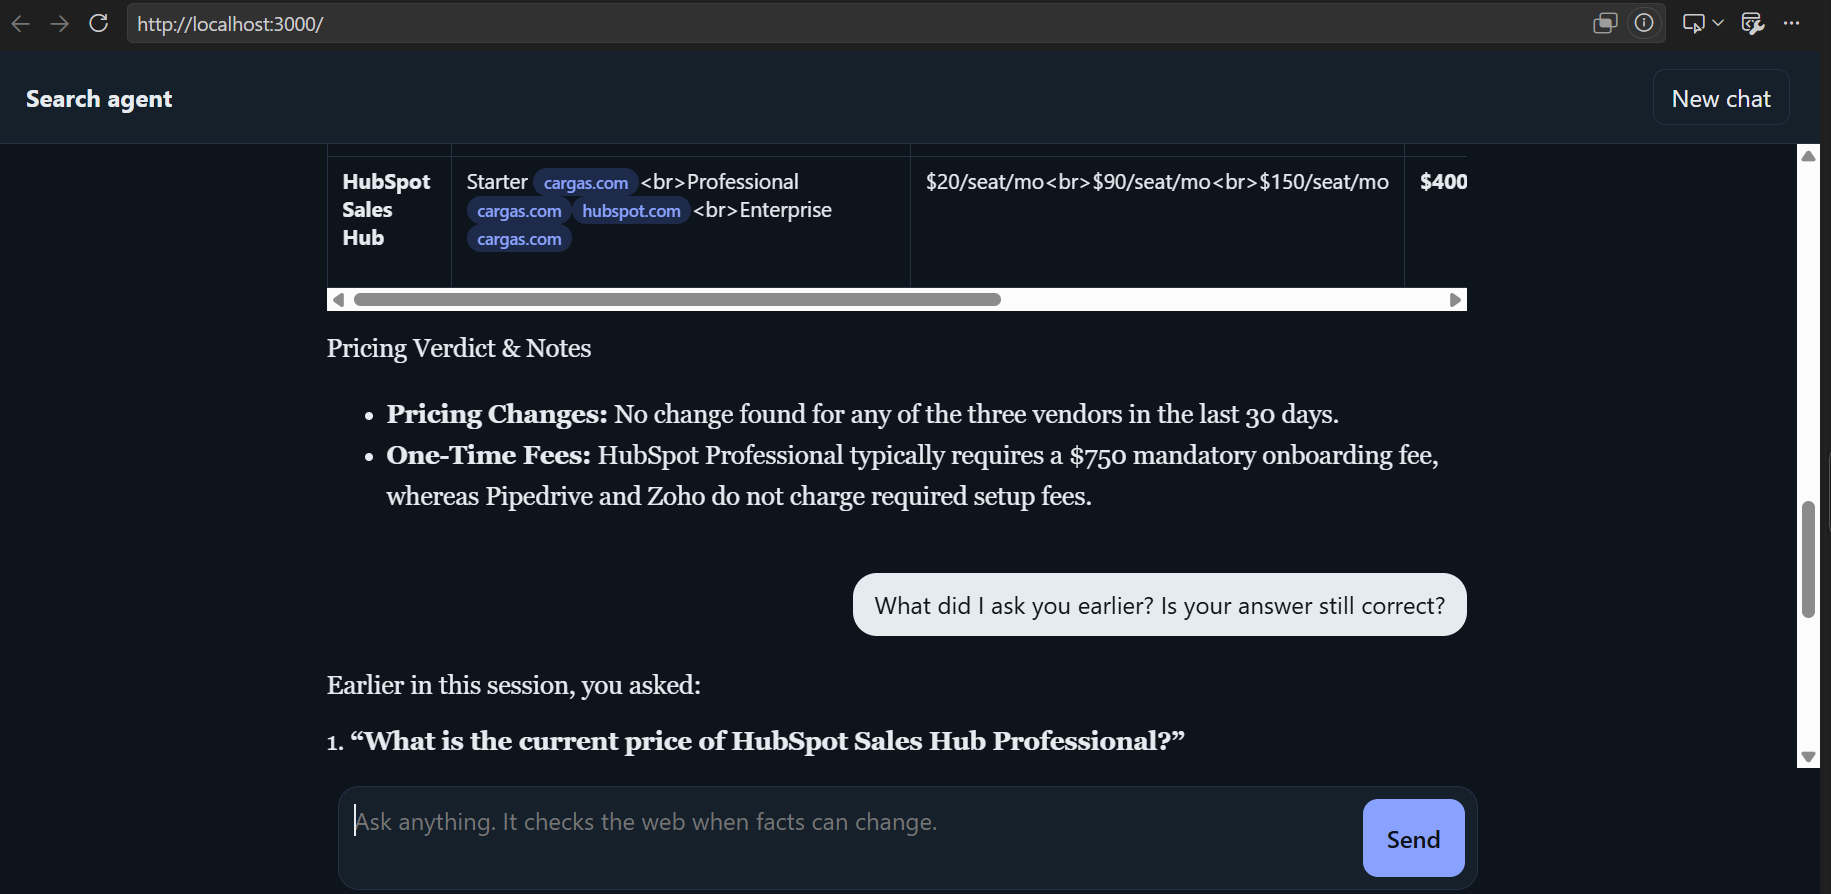 http://localhost:3000/
Search agent
New chat
HubSpot Sales Hub
Starter cargas.com <br>Professional
cargas.com hubspot.com <br>Enterprise
cargas.com
$20/seat/mo<br>$90/seat/mo<br>$150/seat/mo
$400
Pricing Verdict & Notes
• Pricing Changes: No change found for any of the three vendors in the last 30 days.
• One-Time Fees: HubSpot Professional typically requires a $750 mandatory onboarding fee,
whereas Pipedrive and Zoho do not charge required setup fees.
What did I ask you earlier? Is your answer still correct?
Earlier in this session, you asked:
1. “What is the current price of HubSpot Sales Hub Professional?”
Ask anything. It checks the web when facts can change.
Send